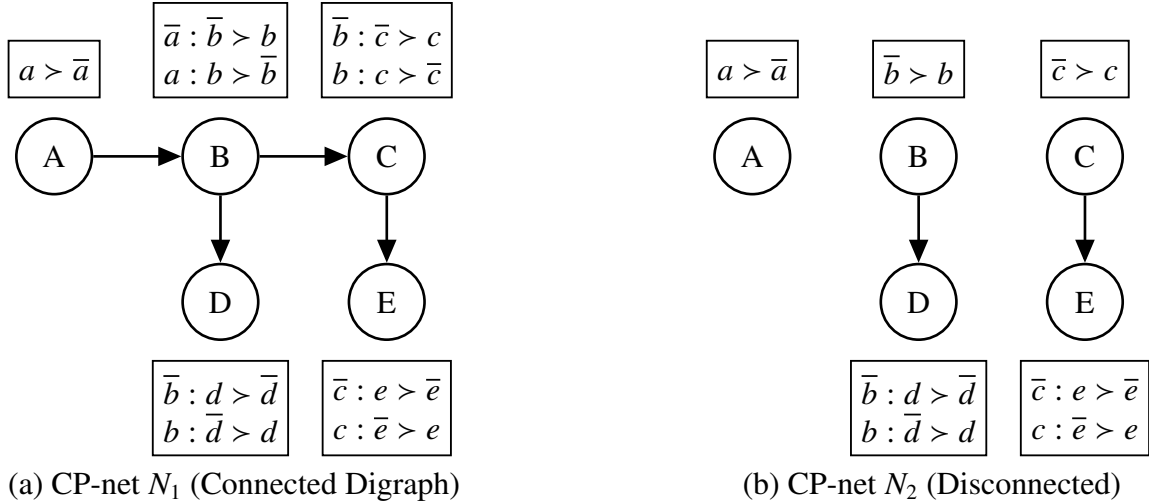 a̅ : b̅ ≻ b
a : b ≻ b̅
b̅ : c̅ ≻ c
b : c ≻ c̅
a ≻ a̅
A
B
C
D
E
b̅ : d ≻ d̅
b : d̅ ≻ d
c̅ : e ≻ e̅
c : e̅ ≻ e
(a) CP-net N₁ (Connected Digraph)
a ≻ a̅
b̅ ≻ b
c̅ ≻ c
A
B
C
D
E
b̅ : d ≻ d̅
b : d̅ ≻ d
c̅ : e ≻ e̅
c : e̅ ≻ e
(b) CP-net N₂ (Disconnected)